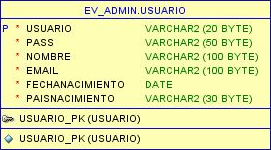 EV_ADMIN.USUARIO
P * USUARIO VARCHAR2 (20 BYTE)
* PASS VARCHAR2 (50 BYTE)
* NOMBRE VARCHAR2 (100 BYTE)
* EMAIL VARCHAR2 (100 BYTE)
* FECHANACIMIENTO DATE
* PAISNACIMIENTO VARCHAR2 (30 BYTE)
USUARIO_PK (USUARIO)
USUARIO_PK (USUARIO)